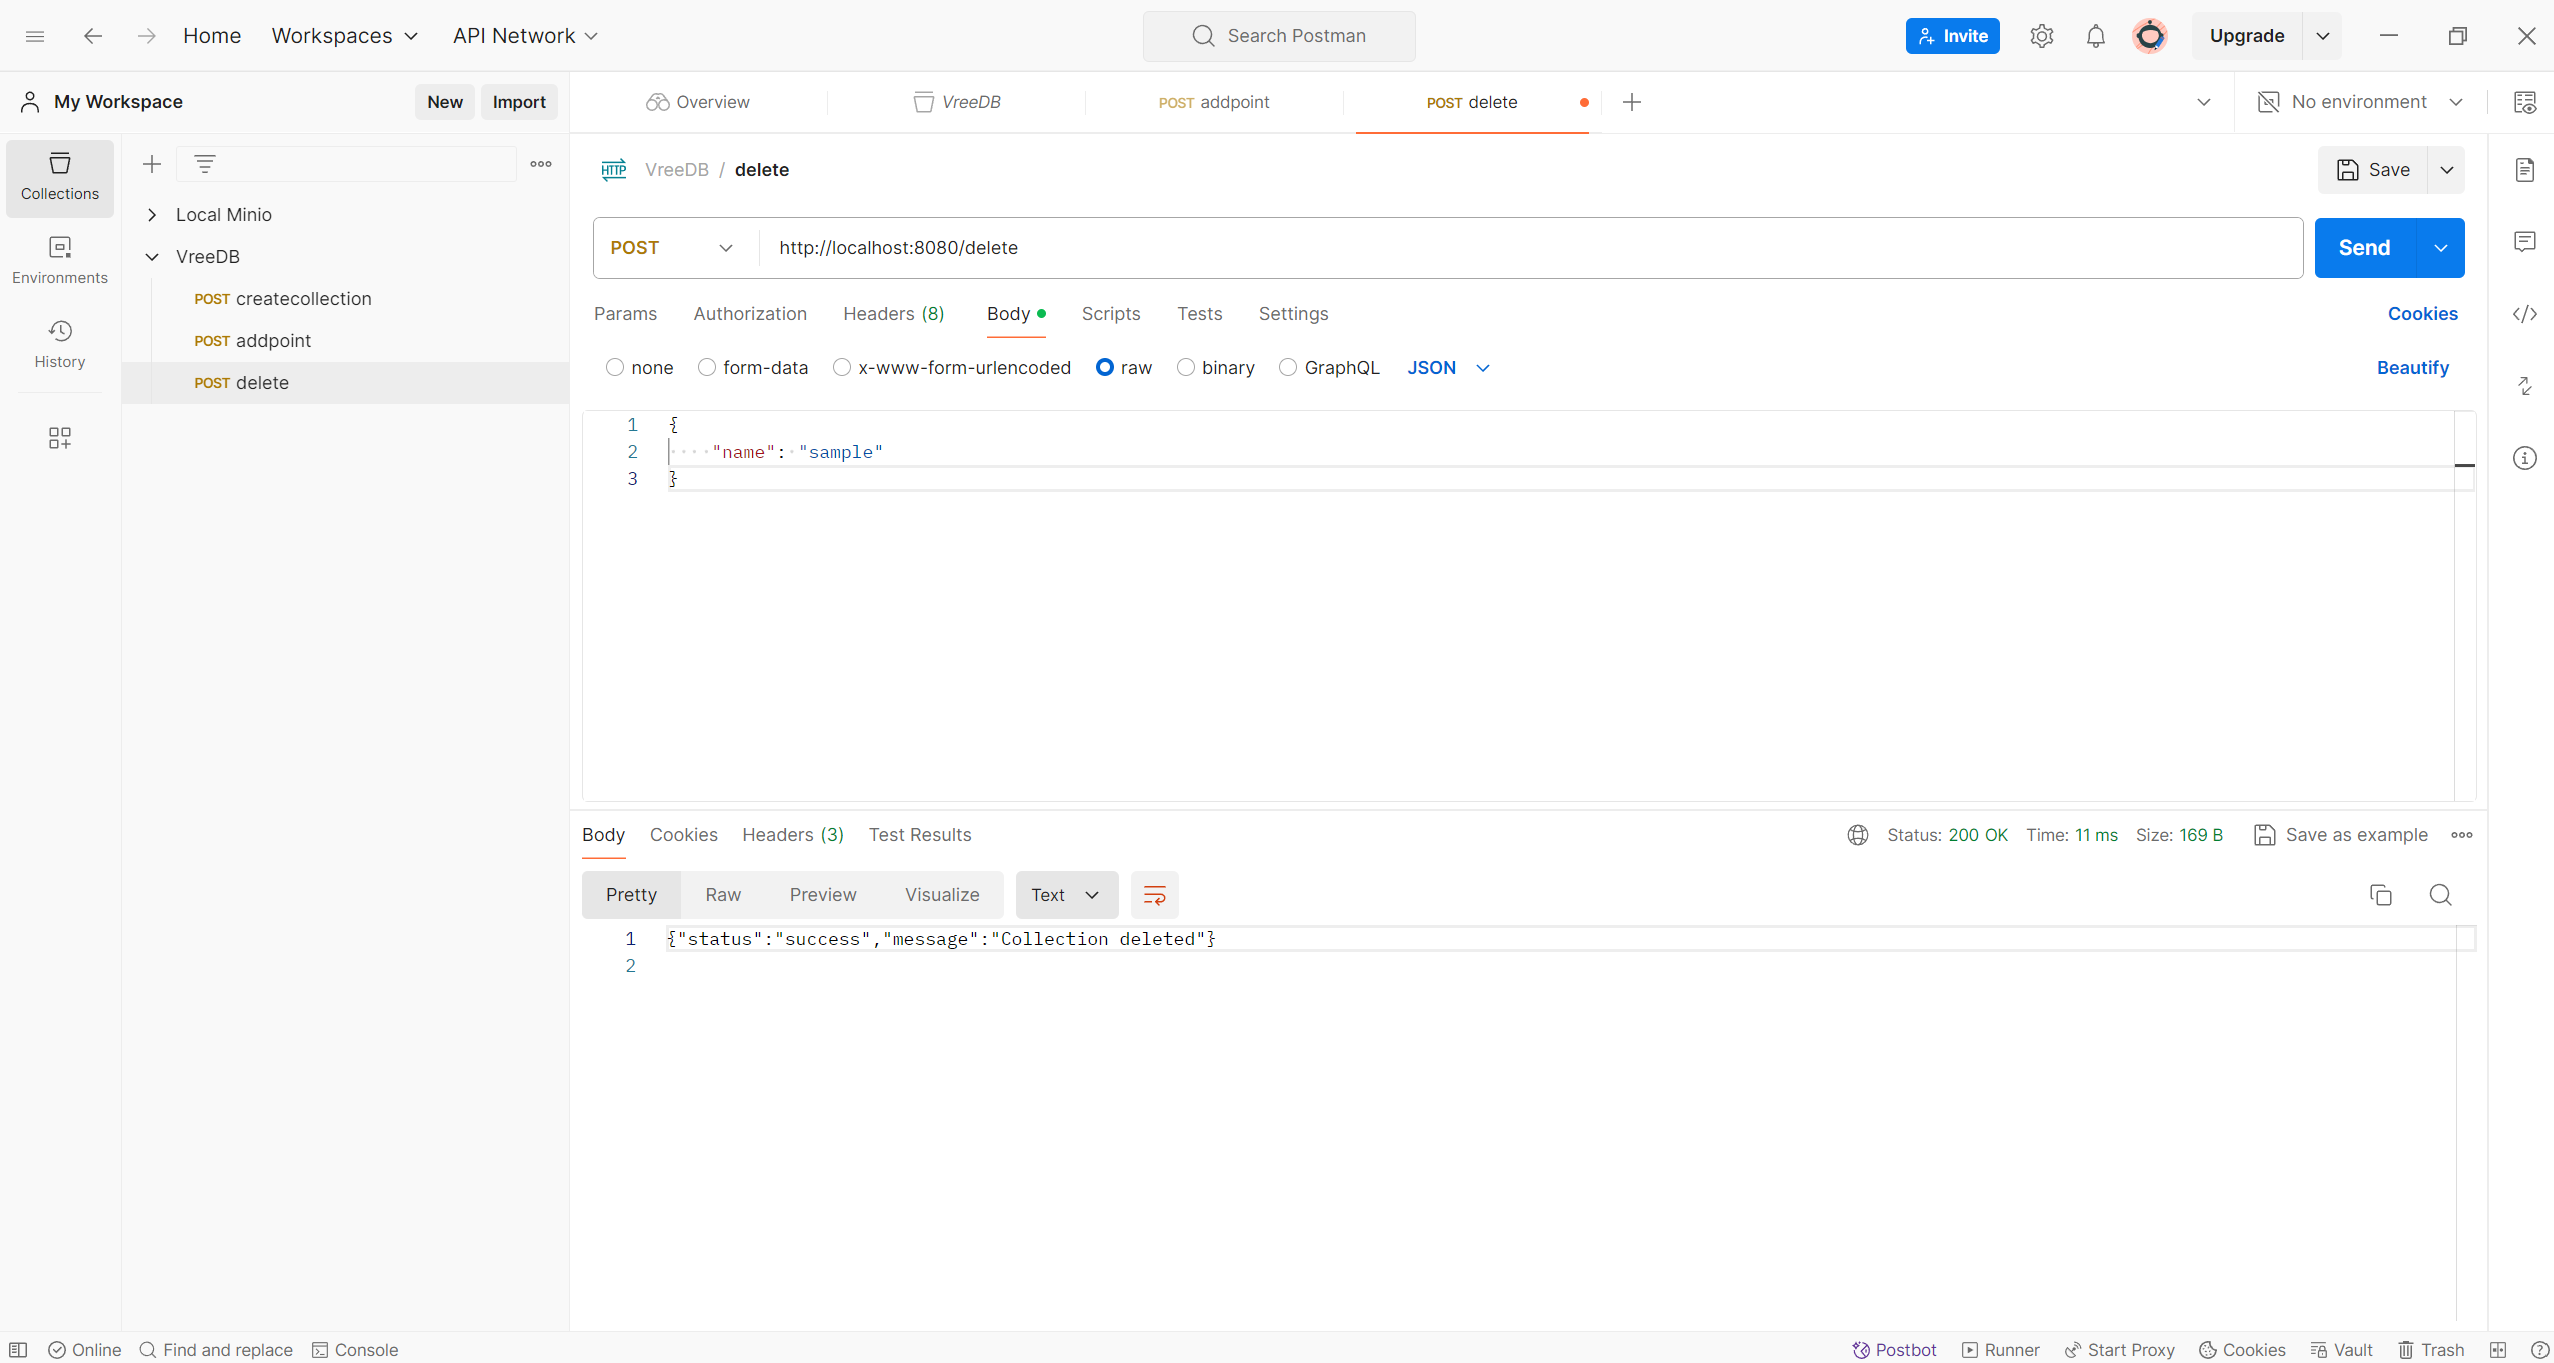 Home Workspaces API Network Search Postman Invite Upgrade
My Workspace New Import Overview VreeDB POST addpoint POST delete No environment
Collections
Environments
History
Local Minio
VreeDB
POST createcollection
POST addpoint
POST delete
HTTP VreeDB / delete Save
POST http://localhost:8080/delete Send
Params Authorization Headers (8) Body Scripts Tests Settings Cookies
none form-data x-www-form-urlencoded raw binary GraphQL JSON Beautify
1 {
2 ····"name":·"sample"
3 }
Body Cookies Headers (3) Test Results Status: 200 OK Time: 11 ms Size: 169 B Save as example
Pretty Raw Preview Visualize Text
1 {"status":"success","message":"Collection deleted"}
2
Online Find and replace Console Postbot Runner Start Proxy Cookies Vault Trash